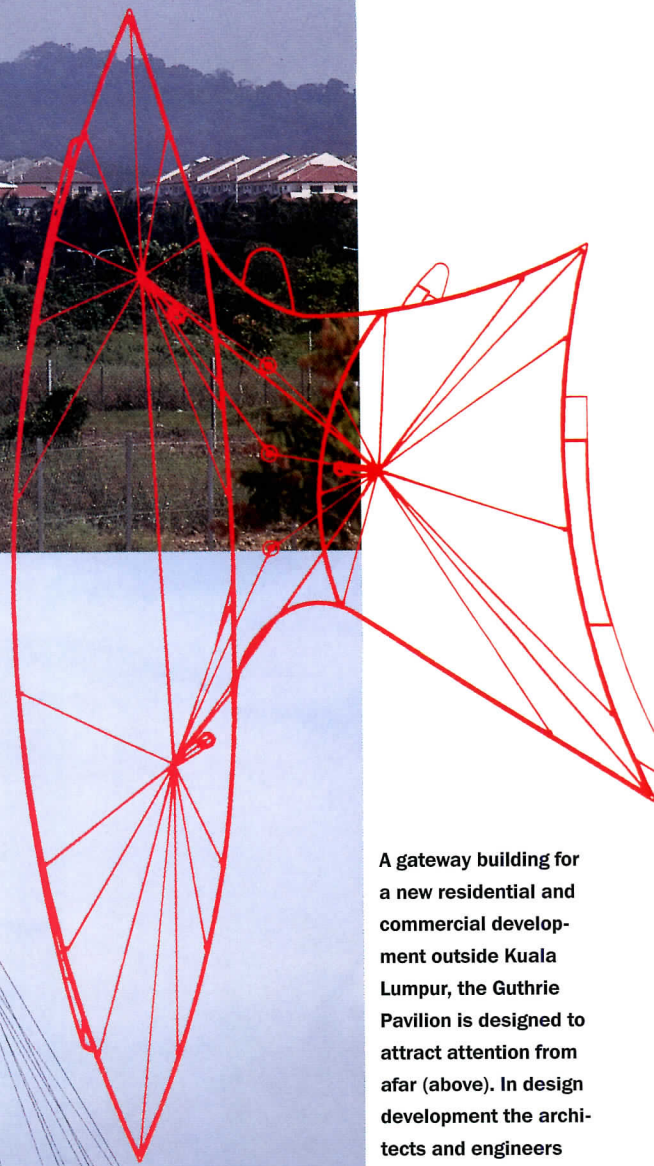 A gateway building for
a new residential and
commercial develop-
ment outside Kuala
Lumpur, the Guthrie
Pavilion is designed to
attract attention from
afar (above). In design
development the archi-
tects and engineers